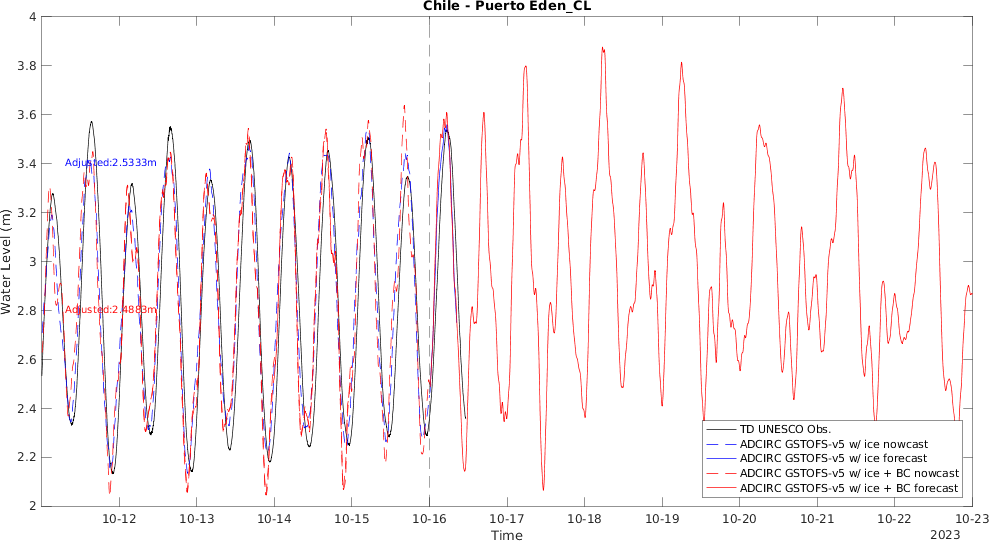 Chile - Puerto Eden_CL
4
3.8
3.6
3.4
3.2
3
2.8
2.6
2.4
2.2
2
Water Level (m)
Adjusted:2.5333m
Adjusted:2.4883m
TD UNESCO Obs.
ADCIRC GSTOFS-v5 w/ ice nowcast
ADCIRC GSTOFS-v5 w/ ice forecast
ADCIRC GSTOFS-v5 w/ ice + BC nowcast
ADCIRC GSTOFS-v5 w/ ice + BC forecast
10-12 10-13 10-14 10-15 10-16 10-17 10-18 10-19 10-20 10-21 10-22 10-23
Time
2023